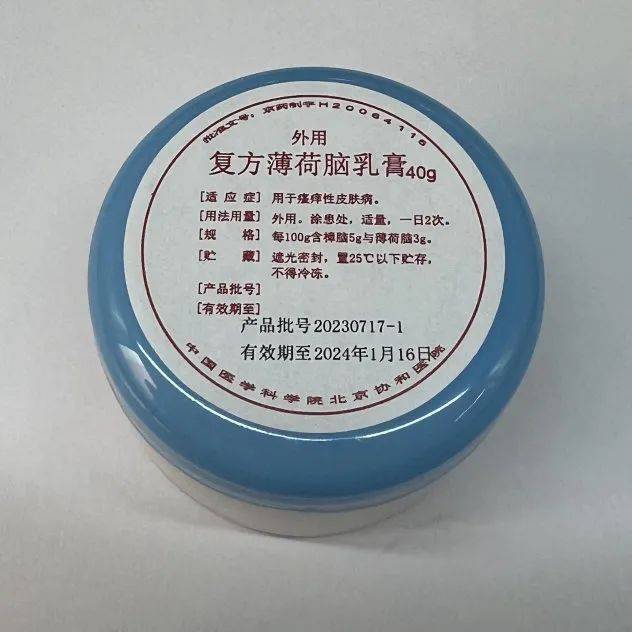 批准文号：京药制字H20064116
外用
复方薄荷脑乳膏40g
[适 应 症] 用于瘙痒性皮肤病。
[用法用量] 外用。涂患处，适量，一日2次。
[规 格] 每100g含樟脑5g与薄荷脑3g。
[贮 藏] 遮光密封，置25℃以下贮存，
不得冷冻。
[产品批号]
[有效期至]
产品批号20230717-1
有效期至2024年1月16日
中国医学科学院北京协和医院